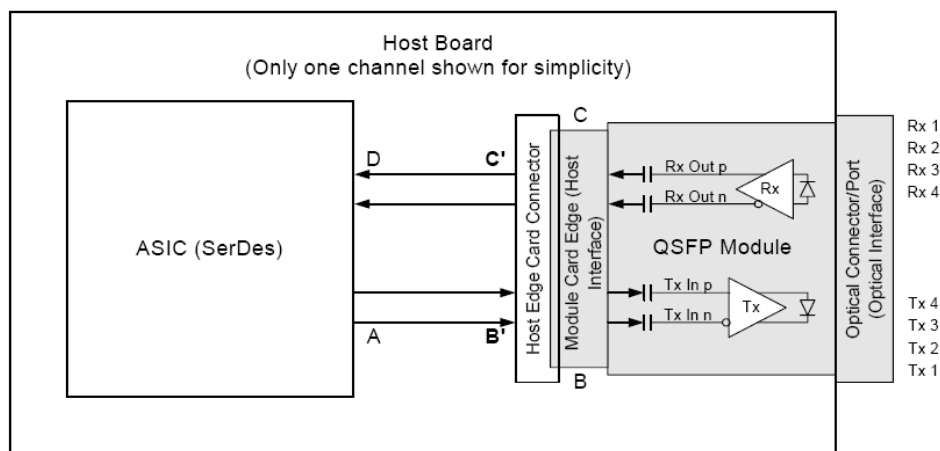 Host Board
(Only one channel shown for simplicity)
ASIC (SerDes)
D
C'
A
B'
Host Edge Card Connector
C
Module Card Edge (Host
Interface)
B
Rx Out p
Rx Out n
Rx
QSFP Module
Tx In p
Tx In n
Tx
Optical Connector/Port
(Optical Interface)
Rx 1
Rx 2
Rx 3
Rx 4
Tx 4
Tx 3
Tx 2
Tx 1